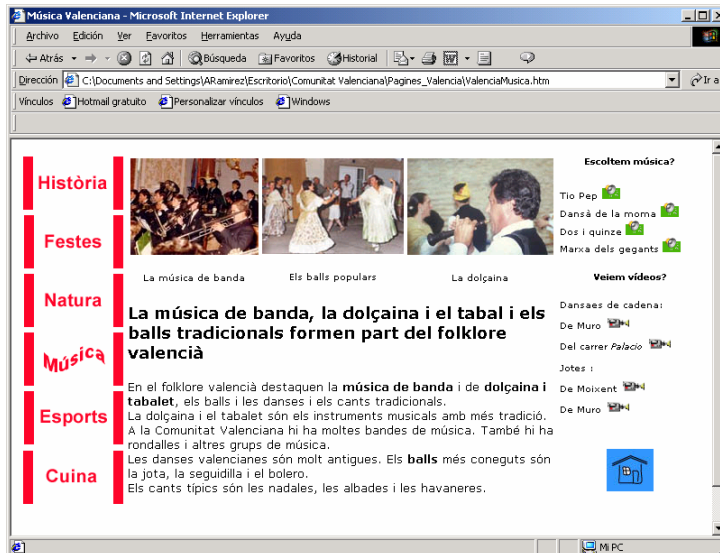 Música Valenciana - Microsoft Internet Explorer
Archivo Edición Ver Favoritos Herramientas Ayuda
Atrás Búsqueda Favoritos Historial
Dirección C:\Documents and Settings\ARamirez\Escritorio\Comunitat Valenciana\Pagines_Valencia\ValenciaMusica.htm Ir a
Vínculos Hotmail gratuito Personalizar vínculos Windows
Història
Festes
Natura
Música
Esports
Cuina
La música de banda
Els balls populars
La dolçaina
La música de banda, la dolçaina i el tabal i els
balls tradicionals formen part del folklore
valencià
En el folklore valencià destaquen la música de banda i de dolçaina i
tabalet, els balls i les danses i els cants tradicionals.
La dolçaina i el tabalet són els instruments musicals amb més tradició.
A la Comunitat Valenciana hi ha moltes bandes de música. També hi ha
rondalles i altres grups de música.
Les danses valencianes són molt antigues. Els balls més coneguts són
la jota, la seguidilla i el bolero.
Els cants típics són les nadales, les albades i les havaneres.
Escoltem música?
Tio Pep
Dansà de la moma
Dos i quinze
Marxa dels gegants
Veiem vídeos?
Dansaes de cadena:
De Muro
Del carrer Palacio
Jotes :
De Moixent
De Muro
Mi PC